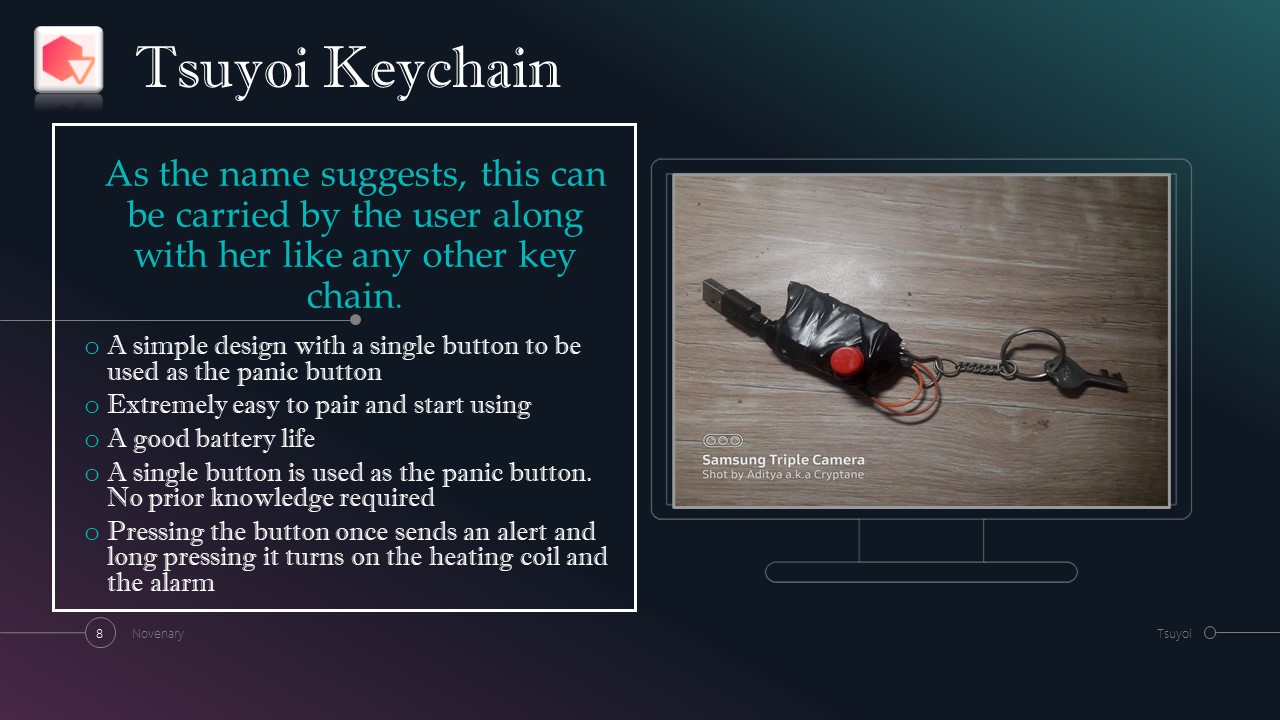 Tsuyoi Keychain
As the name suggests, this can
be carried by the user along
with her like any other key
chain.
o A simple design with a single button to be
used as the panic button
o Extremely easy to pair and start using
o A good battery life
o A single button is used as the panic button.
No prior knowledge required
o Pressing the button once sends an alert and
long pressing it turns on the heating coil and
the alarm
Samsung Triple Camera
Shot by Aditya a.k.a Cryptane
8 Novenary
Tsuyoi